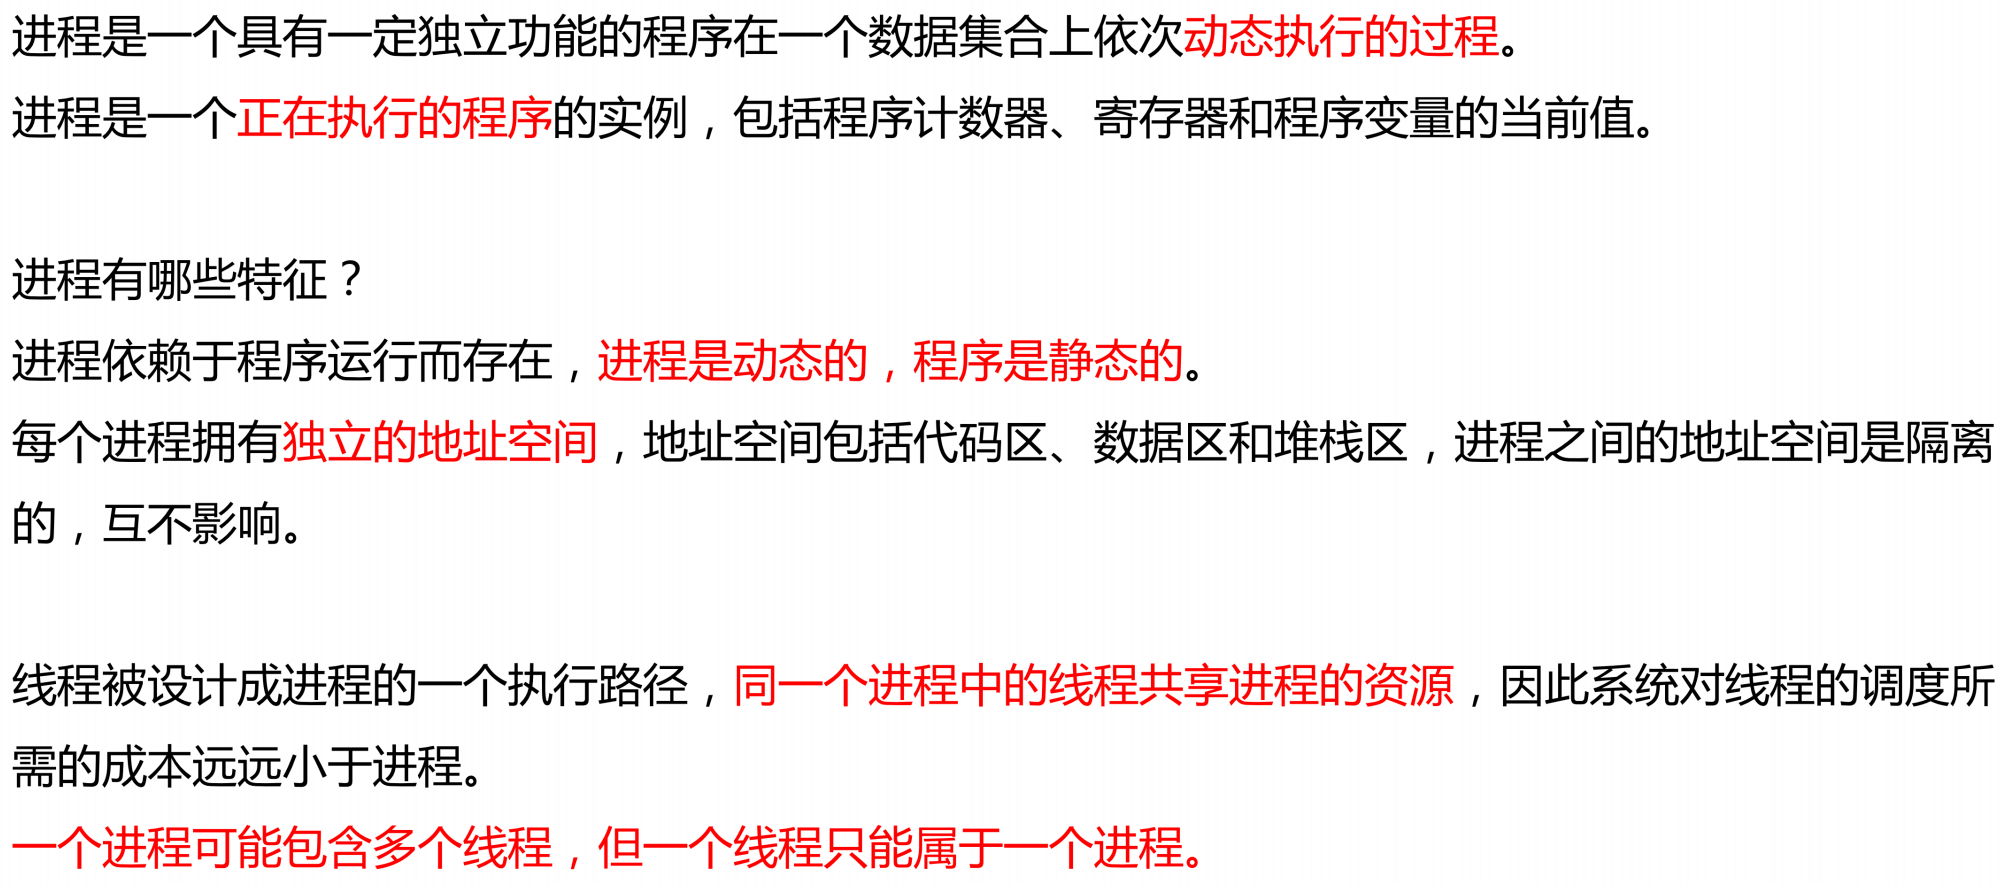 进程是一个具有一定独立功能的程序在一个数据集合上依次动态执行的过程。
进程是一个正在执行的程序的实例，包括程序计数器、寄存器和程序变量的当前值。
进程有哪些特征？
进程依赖于程序运行而存在，进程是动态的，程序是静态的。
每个进程拥有独立的地址空间，地址空间包括代码区、数据区和堆栈区，进程之间的地址空间是隔离
的，互不影响。
线程被设计成进程的一个执行路径，同一个进程中的线程共享进程的资源，因此系统对线程的调度所
需的成本远远小于进程。
一个进程可能包含多个线程，但一个线程只能属于一个进程。